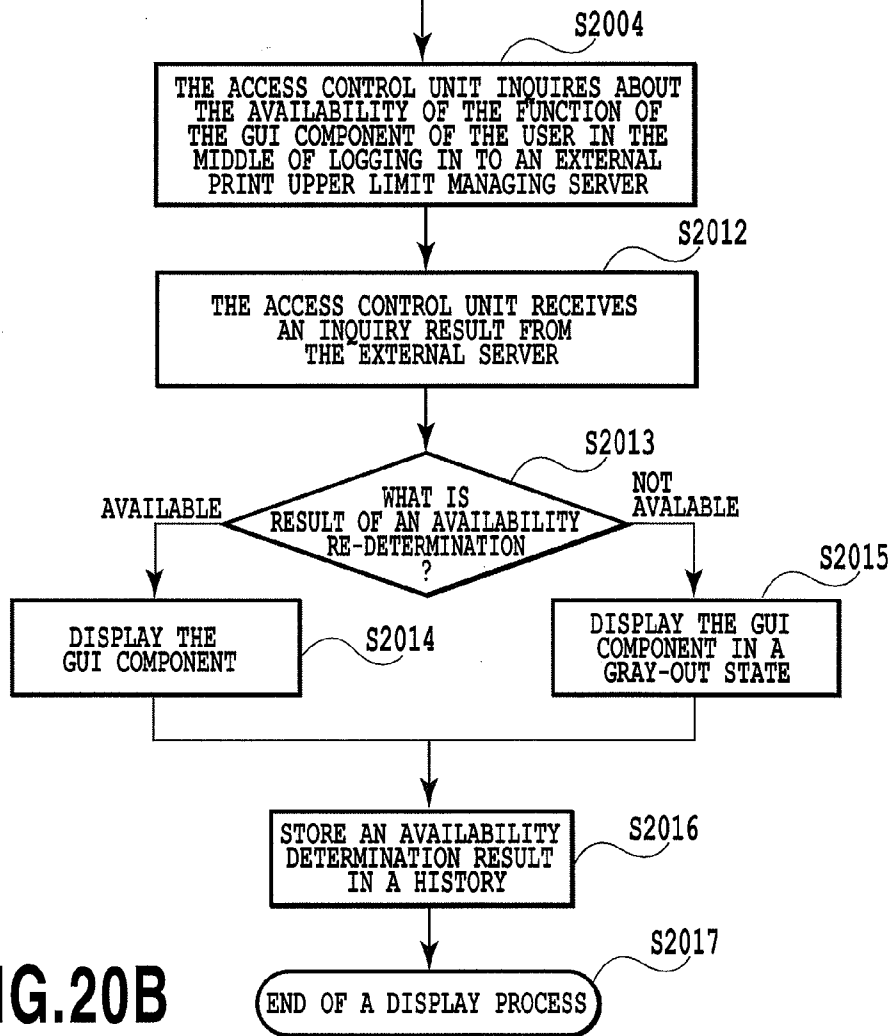 S2004
THE ACCESS CONTROL UNIT INQUIRES ABOUT
THE AVAILABILITY OF THE FUNCTION OF
THE GUI COMPONENT OF THE USER IN THE
MIDDLE OF LOGGING IN TO AN EXTERNAL
PRINT UPPER LIMIT MANAGING SERVER
S2012
THE ACCESS CONTROL UNIT RECEIVES
AN INQUIRY RESULT FROM
THE EXTERNAL SERVER
S2013
WHAT IS
RESULT OF AN AVAILABILITY
RE-DETERMINATION
?
AVAILABLE
NOT
AVALABLE
DISPLAY THE
GUI COMPONENT
S2014
S2015
DISPLAY THE GUI
COMPONENT IN A
GRAY-OUT STATE
STORE AN AVAILABILITY
DETERMINATION RESULT
IN A HISTORY
S2016
S2017
END OF A DISPLAY PROCESS
IG.20B